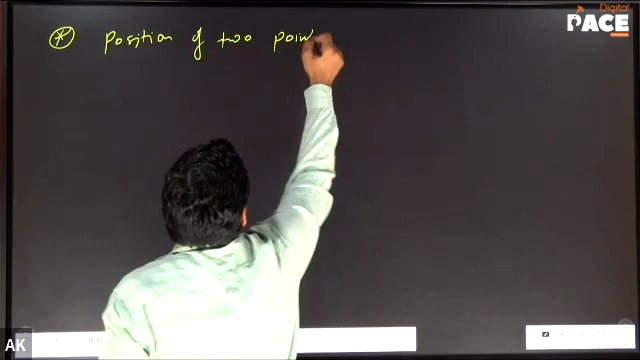 Digital
PACE
* Position of two poin
AK